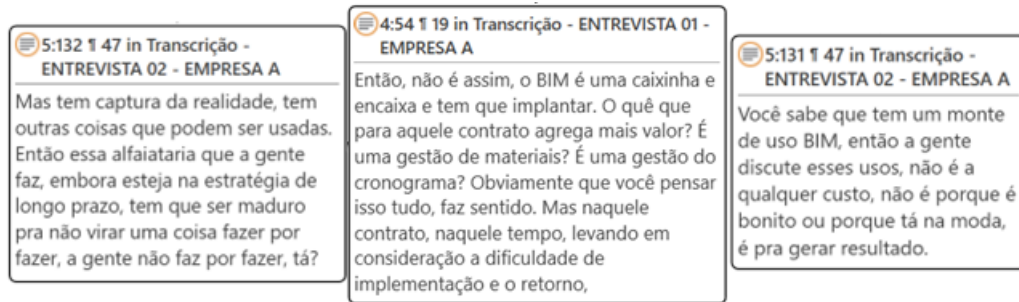 5:132 ¶ 47 in Transcrição -
ENTREVISTA 02 - EMPRESA A
Mas tem captura da realidade, tem
outras coisas que podem ser usadas.
Então essa alfaiataria que a gente
faz, embora esteja na estratégia de
longo prazo, tem que ser maduro
pra não virar uma coisa fazer por
fazer, a gente não faz por fazer, tá?
4:54 ¶ 19 in Transcrição - ENTREVISTA 01 -
EMPRESA A
Então, não é assim, o BIM é uma caixinha e
encaixa e tem que implantar. O quê que
para aquele contrato agrega mais valor? É
uma gestão de materiais? É uma gestão do
cronograma? Obviamente que você pensar
isso tudo, faz sentido. Mas naquele
contrato, naquele tempo, levando em
consideração a dificuldade de
implementação e o retorno,
5:131 ¶ 47 in Transcrição -
ENTREVISTA 02 - EMPRESA A
Você sabe que tem um monte
de uso BIM, então a gente
discute esses usos, não é a
qualquer custo, não é porque é
bonito ou porque tá na moda,
é pra gerar resultado.